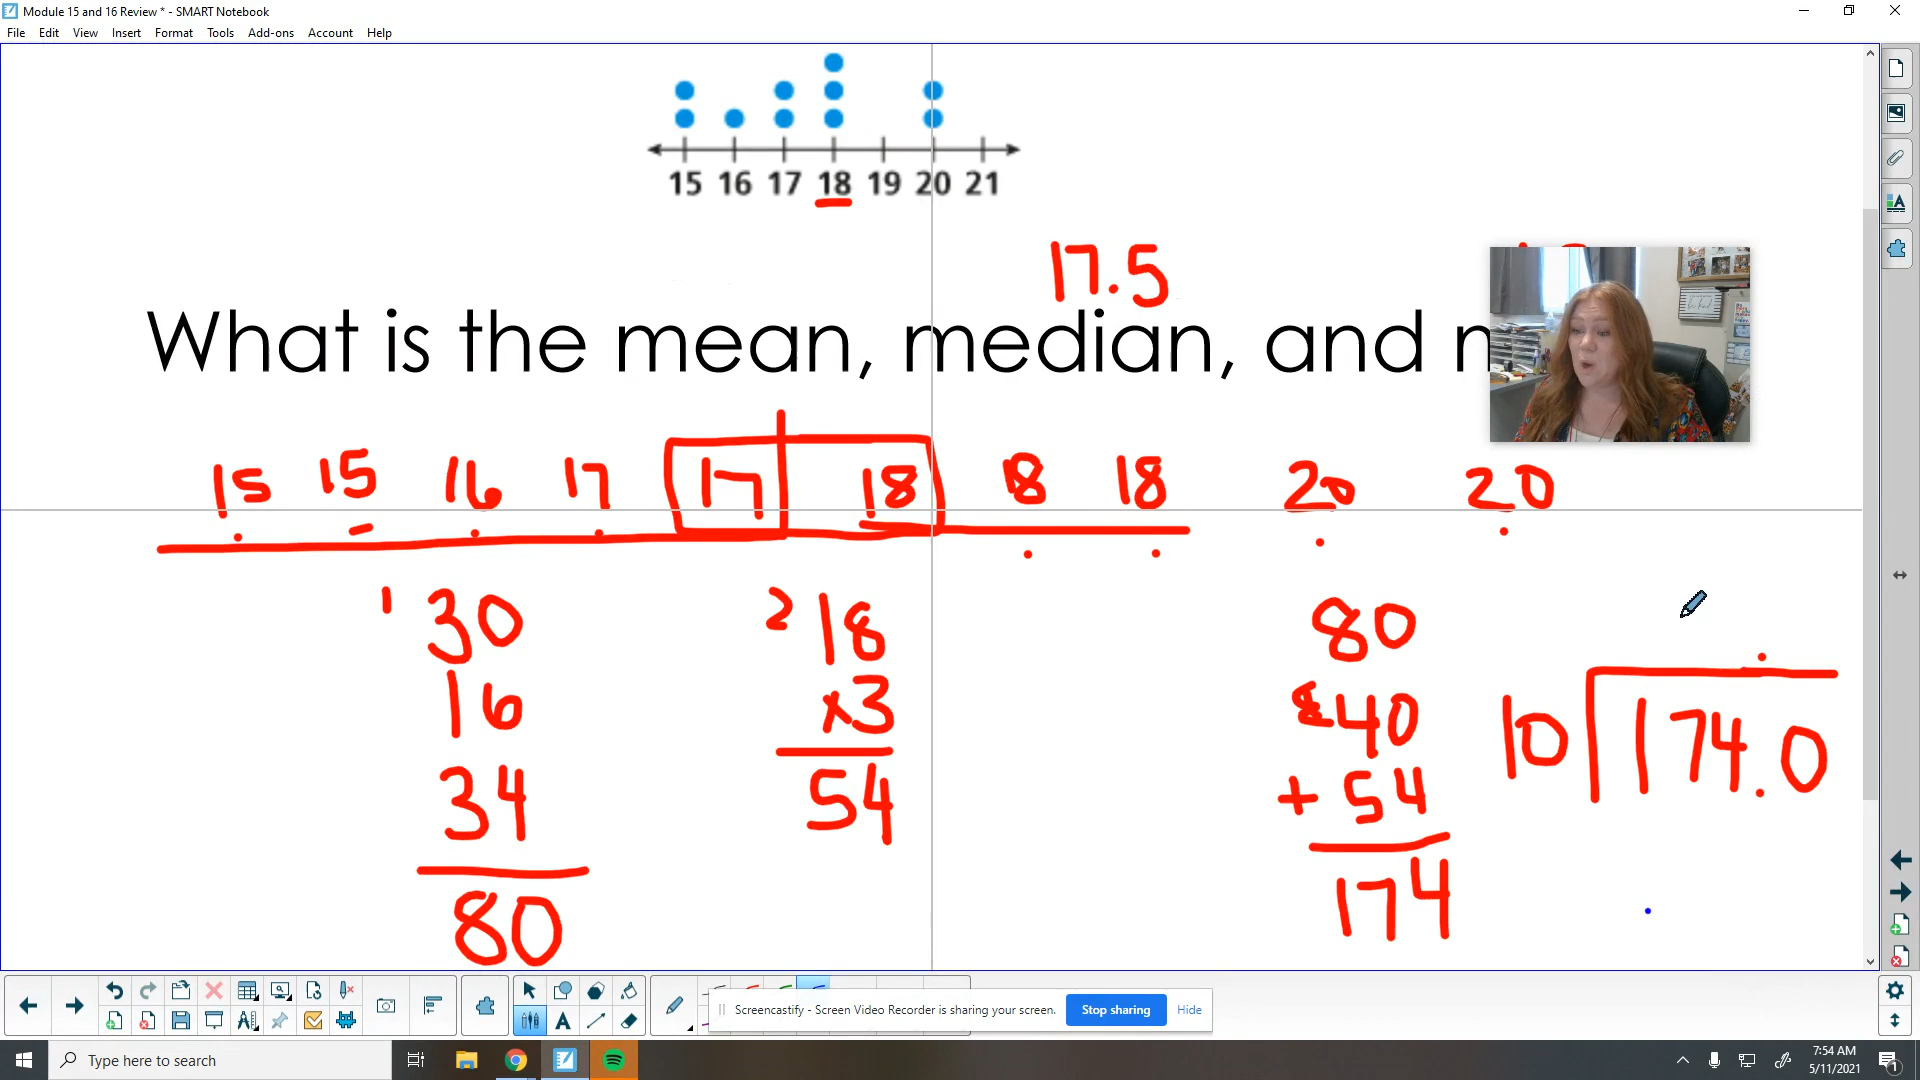 Module 15 and 16 Review * - SMART Notebook
File Edit View Insert Format Tools Add-ons Account Help
15 16 17 18 19 20 21
17.5
What is the mean, median, and
15 15 16 17 17 18 18 18 20 20
1 30
16
34
80
2 18
x3
54
80
40
+ 54
174
10 174.0
Screencastify - Screen Video Recorder is sharing your screen. Stop sharing Hide
Type here to search
7:54 AM
5/11/2021
1